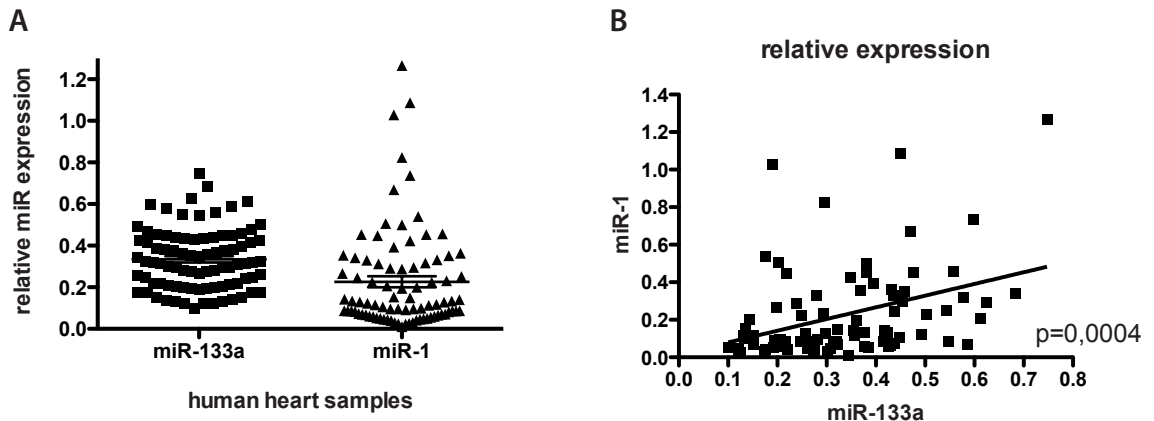 A
relative miR expression
1.2
1.0
0.8
0.6
0.4
0.2
0.0
miR-133a miR-1
human heart samples
B
relative expression
miR-1
1.4
1.2
1.0
0.8
0.6
0.4
0.2
0.0
p=0,0004
0.0 0.1 0.2 0.3 0.4 0.5 0.6 0.7 0.8
miR-133a